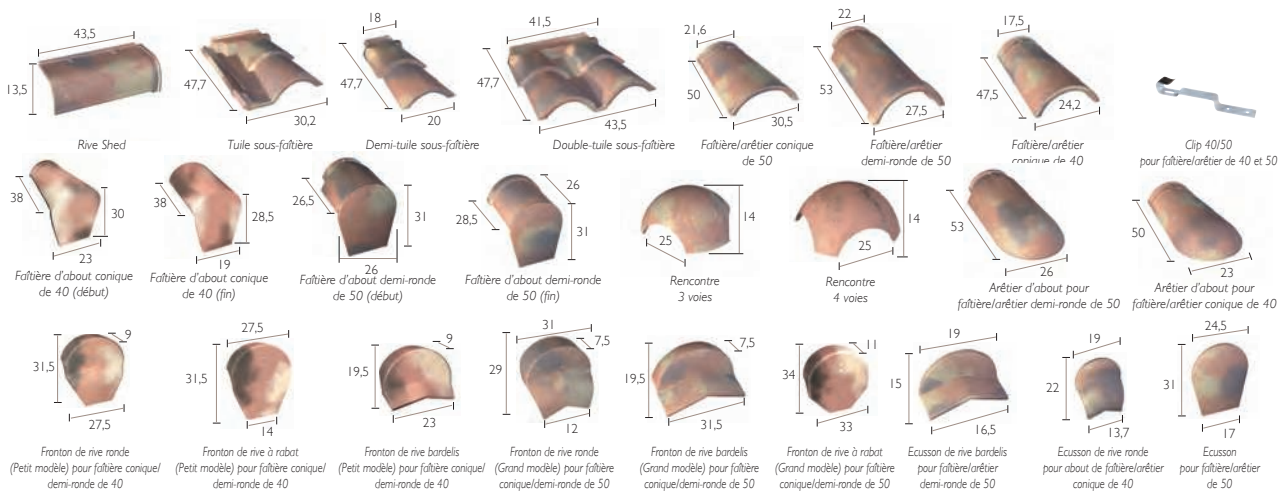 43,5
13,5
Rive Shed
47,7
30,2
Tuile sous-faîtière
18
47,7
20
Demi-tuile sous-faîtière
41,5
47,7
43,5
Double-tuile sous-faîtière
21,6
50
30,5
Faîtière/arêtier conique
de 50
22
53
27,5
Faîtière/arêtier
demi-ronde de 50
17,5
47,5
24,2
Faîtière/arêtier
conique de 40
Clip 40/50
pour faîtière/arêtier de 40 et 50
38
30
23
Faîtière d'about conique
de 40 (début)
38
28,5
19
Faîtière d'about conique
de 40 (fin)
26,5
31
26
Faîtière d'about demi-ronde
de 50 (début)
26
28,5
31
Faîtière d'about demi-ronde
de 50 (fin)
14
25
Rencontre
3 voies
14
25
Rencontre
4 voies
53
26
Arêtier d'about pour
faîtière/arêtier demi-ronde de 50
50
23
Arêtier d'about pour
faîtière/arêtier conique de 40
9
31,5
27,5
Fronton de rive ronde
(Petit modèle) pour faîtière conique/
demi-ronde de 40
27,5
31,5
14
Fronton de rive à rabat
(Petit modèle) pour faîtière conique/
demi-ronde de 40
9
19,5
23
Fronton de rive bardelis
(Petit modèle) pour faîtière conique/
demi-ronde de 40
31
7,5
29
12
Fronton de rive ronde
(Grand modèle) pour faîtière
conique/demi-ronde de 50
7,5
19,5
31,5
Fronton de rive bardelis
(Grand modèle) pour faîtière
conique/demi-ronde de 50
11
34
33
Fronton de rive à rabat
(Grand modèle) pour faîtière
conique/demi-ronde de 50
19
15
16,5
Ecusson de rive bardelis
pour faîtière/arêtier
demi-ronde de 50
19
22
13,7
Ecusson de rive ronde
pour about de faîtière/arêtier
conique de 40
24,5
31
17
Ecusson
pour faîtière/arêtier
de 50